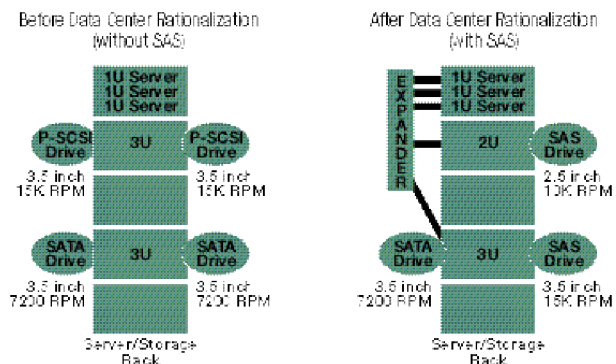 Before Data Center Rationalization
(without SAS)
1U Server
1U Server
1U Server
P-SCSI
Drive
3U
P-SCSI
Drive
3.5 inch
15K RPM
3.5 inch
15K RPM
SATA
Drive
3U
SATA
Drive
3.5 inch
7200 RPM
3.5 inch
7200 RPM
Server/Storage
Rack
After Data Center Rationalization
(with SAS)
EXPANDER
1U Server
1U Server
1U Server
2U
SAS
Drive
2.5 inch
10K RPM
SATA
Drive
3U
SAS
Drive
3.5 inch
7200 RPM
3.5 inch
15K RPM
Server/Storage
Rack